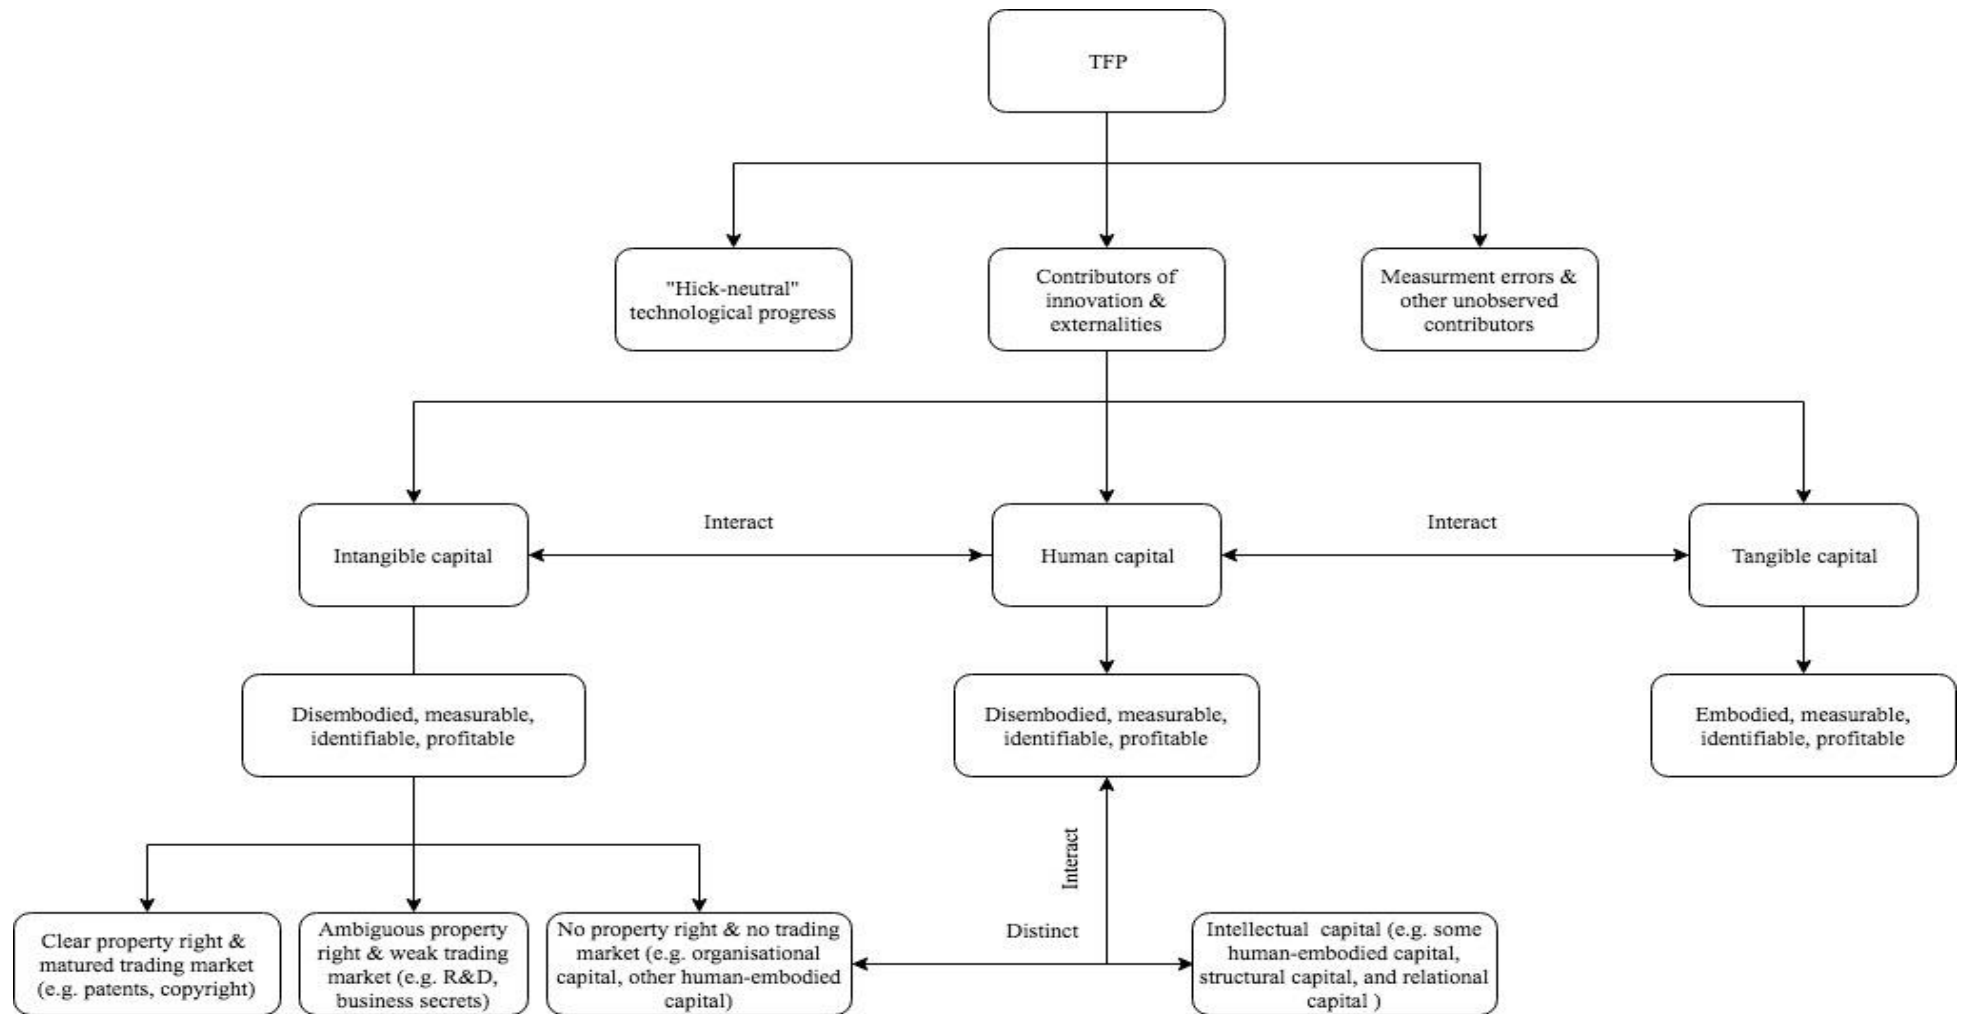 TFP
"Hick-neutral"
technological progress
Contributors of
innovation &
externalities
Measurment errors &
other unobserved
contributors
Intangible capital
Interact
Human capital
Interact
Tangible capital
Disembodied, measurable,
identifiable, profitable
Disembodied, measurable,
identifiable, profitable
Embodied, measurable,
identifiable, profitable
Interact
Clear property right &
matured trading market
(e.g. patents, copyright)
Ambiguous property
right & weak trading
market (e.g. R&D,
business secrets)
No property right & no trading
market (e.g. organisational
capital, other human-embodied
capital)
Distinct
Intellectual capital (e.g. some
human-embodied capital,
structural capital, and relational
capital )